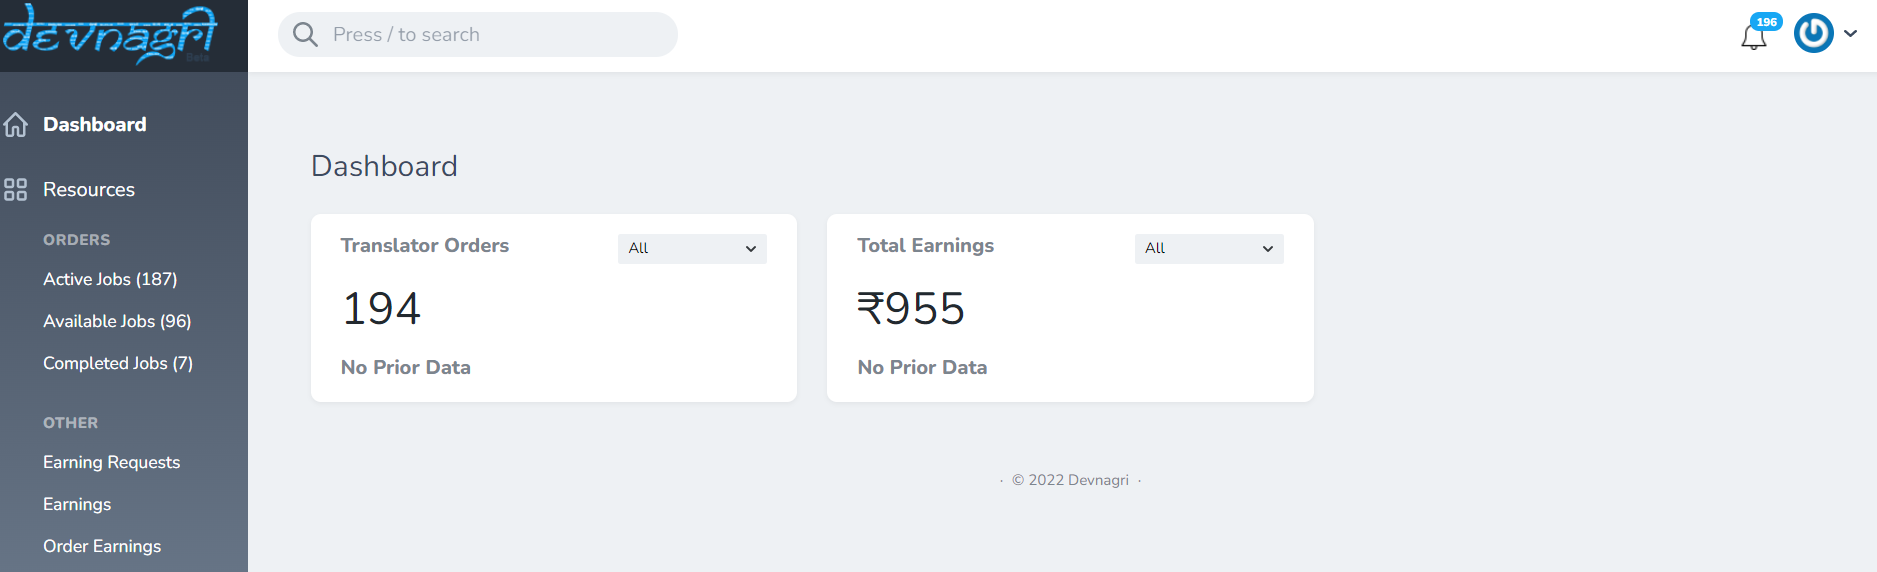 devnagri
Beta
Press / to search
196
Dashboard
Resources
ORDERS
Active Jobs (187)
Available Jobs (96)
Completed Jobs (7)
OTHER
Earning Requests
Earnings
Order Earnings
Dashboard
Translator Orders
All
194
No Prior Data
Total Earnings
All
₹955
No Prior Data
· © 2022 Devnagri ·